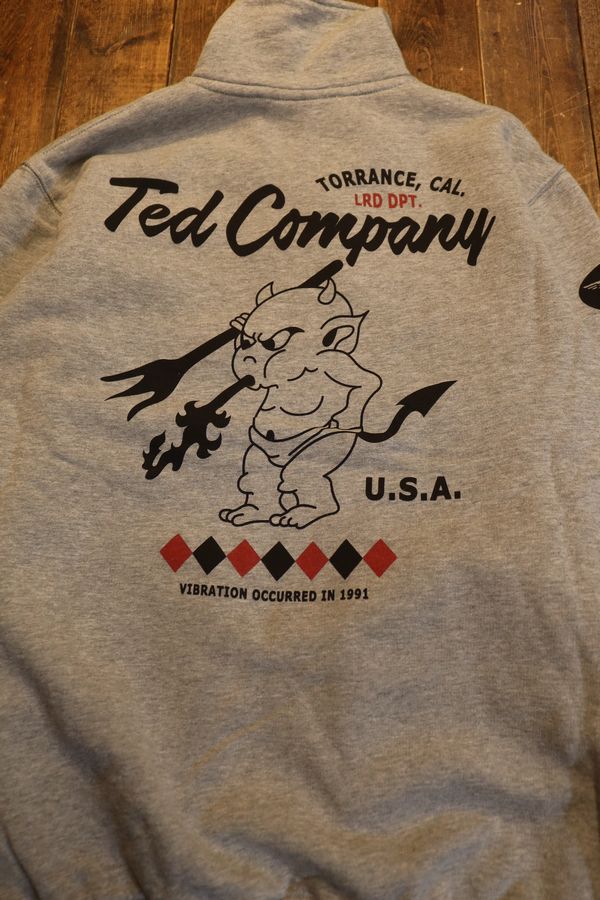 TORRANCE, CAL.
LRD DPT.
Ted Company
U.S.A.
VIBRATION OCCURRED IN 1991